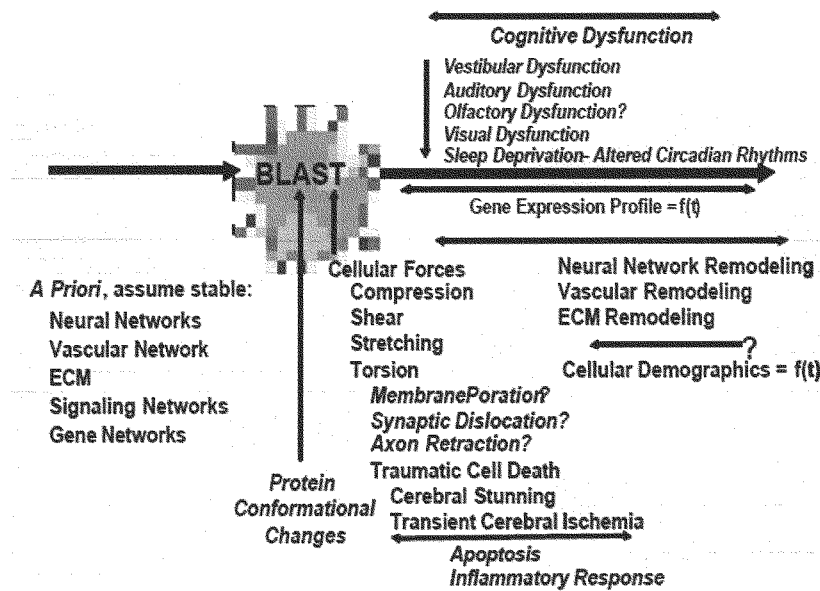 Cognitive Dysfunction
Vestibular Dysfunction
Auditory Dysfunction
Olfactory Dysfunction?
Visual Dysfunction
Sleep Deprivation- Altered Circadian Rhythms
BLAST
Gene Expression Profile =f(t)
A Priori, assume stable:
Neural Networks
Vascular Network
ECM
Signaling Networks
Gene Networks
Protein
Conformational
Changes
Cellular Forces
Compression
Shear
Stretching
Torsion
MembranePoration?
Synaptic Dislocation?
Axon Retraction?
Traumatic Cell Death
Cerebral Stunning
Transient Cerebral Ischemia
Apoptosis
Inflammatory Response
Neural Network Remodeling
Vascular Remodeling
ECM Remodeling
?
Cellular Demographics = f(t)